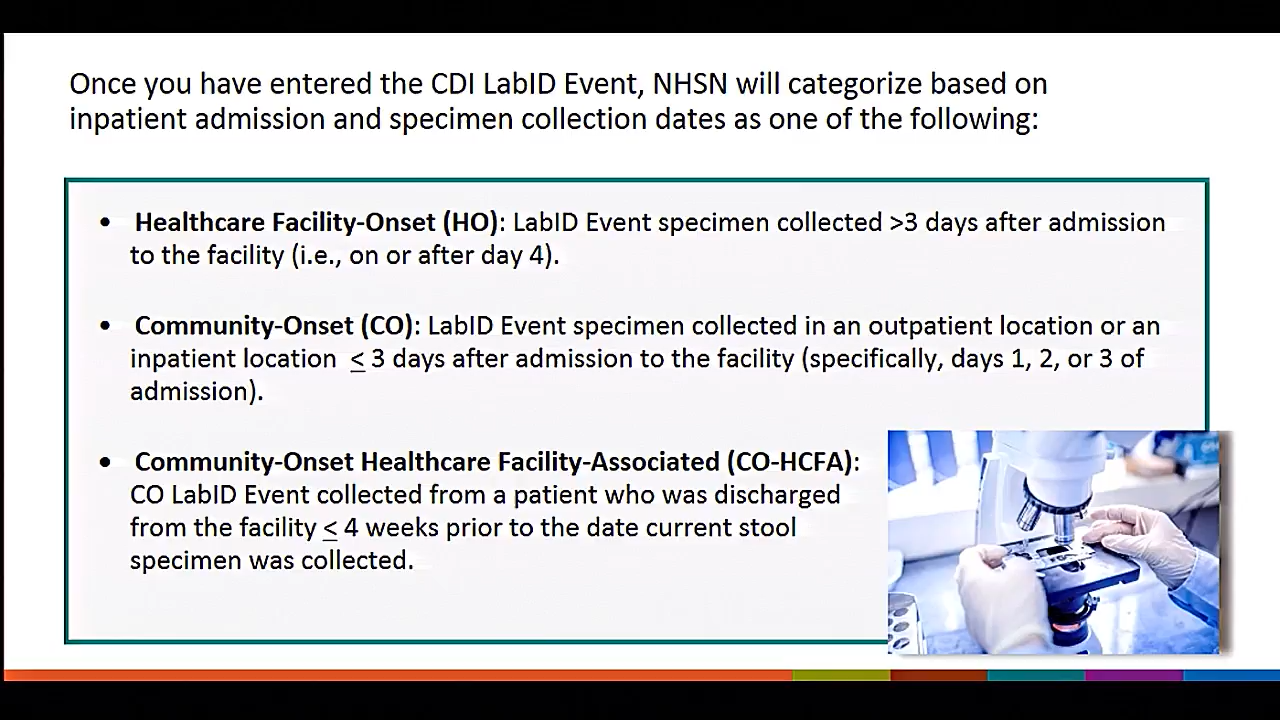 Once you have entered the CDI LabID Event, NHSN will categorize based on
inpatient admission and specimen collection dates as one of the following:
• Healthcare Facility-Onset (HO): LabID Event specimen collected >3 days after admission
to the facility (i.e., on or after day 4).
• Community-Onset (CO): LabID Event specimen collected in an outpatient location or an
inpatient location ≤ 3 days after admission to the facility (specifically, days 1, 2, or 3 of
admission).
• Community-Onset Healthcare Facility-Associated (CO-HCFA):
CO LabID Event collected from a patient who was discharged
from the facility ≤ 4 weeks prior to the date current stool
specimen was collected.